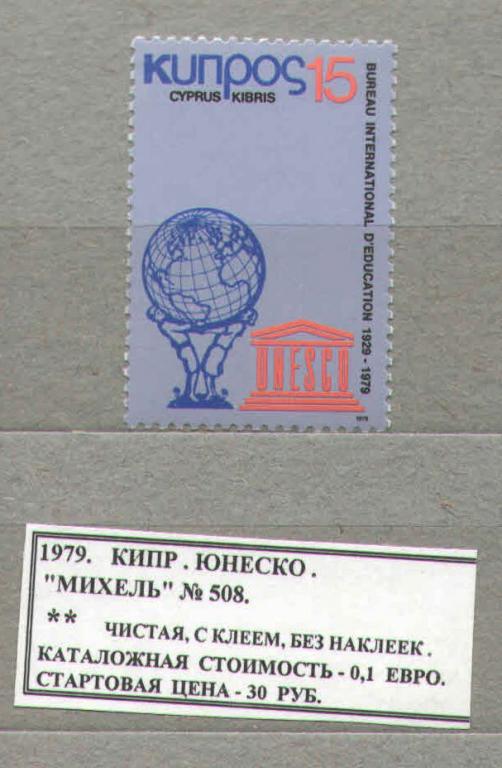 κυπρος 15
CYPRUS KIBRIS
BUREAU INTERNATIONAL D'EDUCATION 1929 - 1979
UNESCO
1979
1979. КИПР . ЮНЕСКО .
"МИХЕЛЬ" № 508.
** ЧИСТАЯ, С КЛЕЕМ, БЕЗ НАКЛЕЕК .
КАТАЛОЖНАЯ СТОИМОСТЬ - 0,1 ЕВРО.
СТАРТОВАЯ ЦЕНА - 30 РУБ.